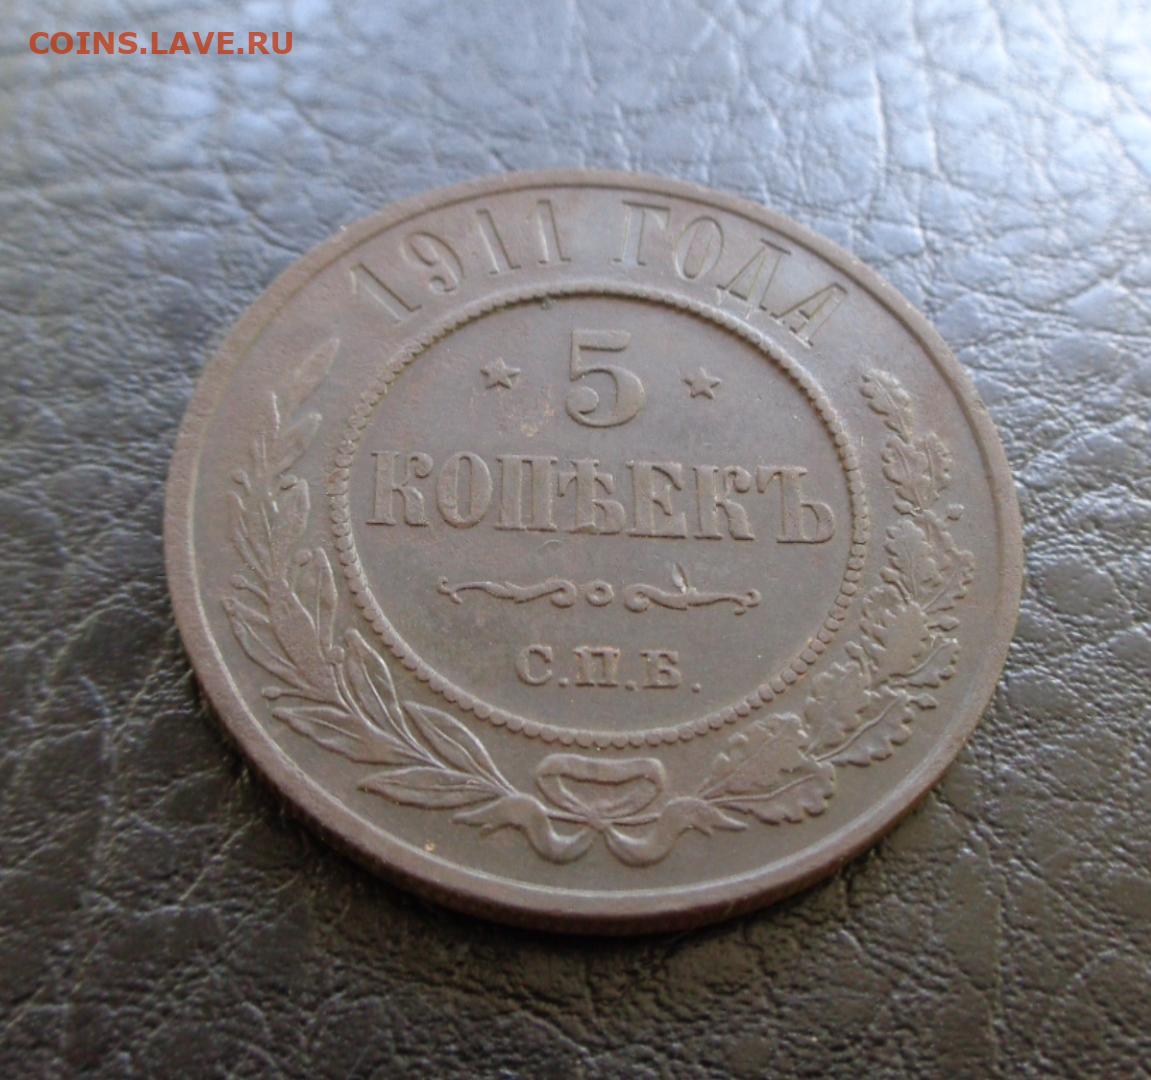 COINS.LAVE.RU
1911 ГОДА
5
КОПѢЕКЪ
С.П.Б.